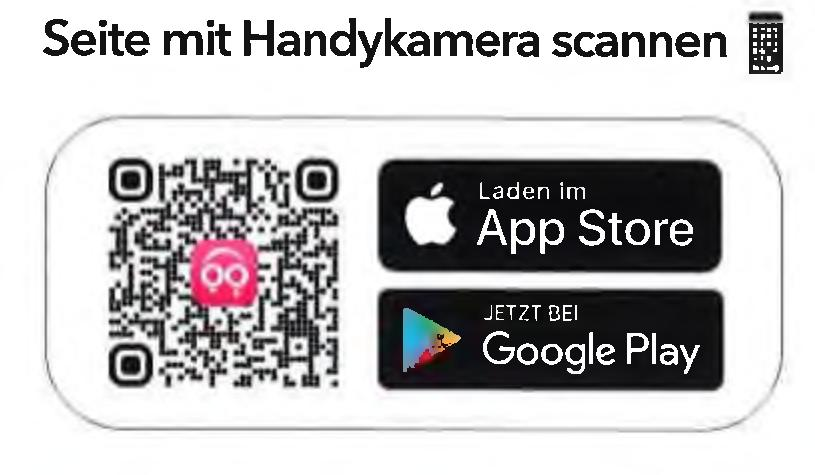 Seite mit Handykamera scannen
Laden im
App Store
JETZT BEI
Google Play